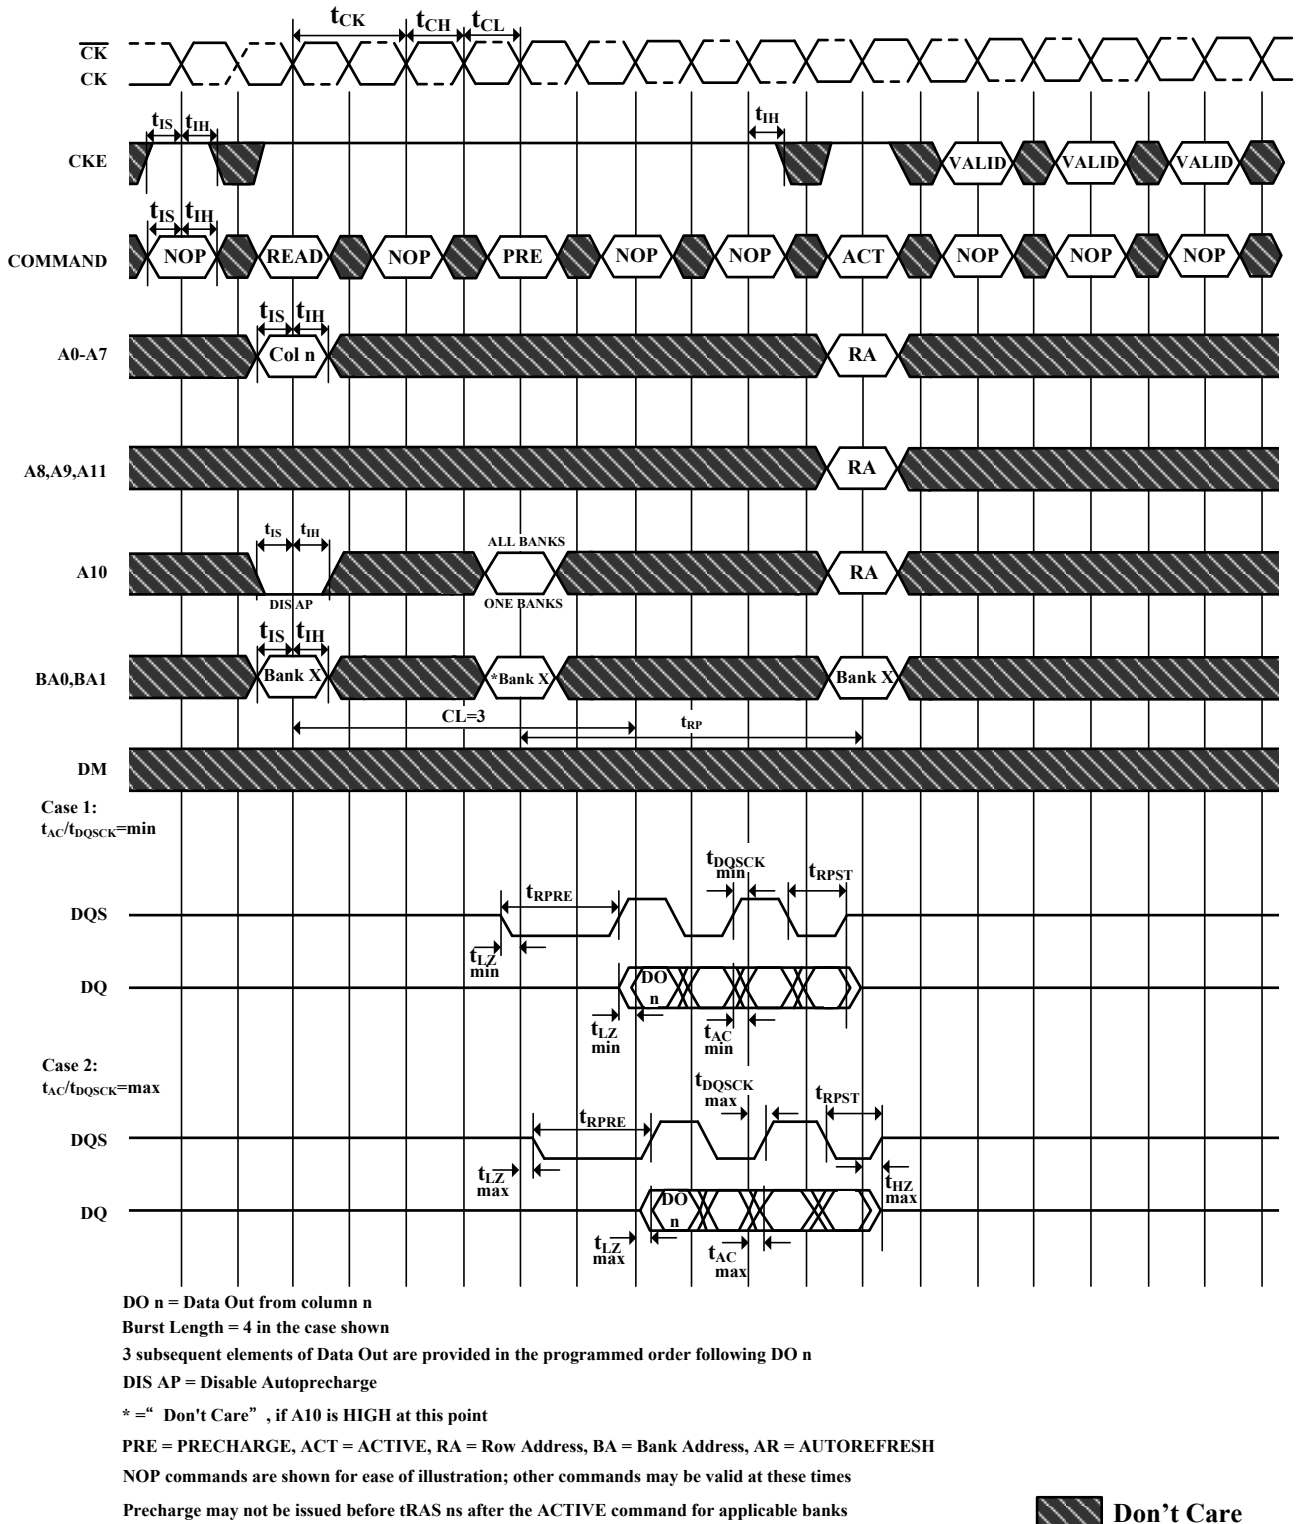 tCK tCH tCL
CK
CK
tIS tIH tIH
CKE VALID VALID VALID
tIS tIH
COMMAND NOP READ NOP PRE NOP NOP ACT NOP NOP NOP
tIS tIH
A0-A7 Col n RA
A8,A9,A11 RA
tIS tIH ALL BANKS
A10 RA
DIS AP ONE BANKS
tIS tIH
BA0,BA1 Bank X *Bank X Bank X
CL=3 tRP
DM
Case 1:
tAC/tDQSCK=min
tDQSCK
min
tRPRE tRPST
DQS
tLZ
min
DQ DO
n
tLZ
min
tAC
min
Case 2:
tAC/tDQSCK=max
tDQSCK
max
tRPRE tRPST
DQS
tLZ
max
tHZ
max
DQ DO
n
tLZ
max
tAC
max
DO n = Data Out from column n
Burst Length = 4 in the case shown
3 subsequent elements of Data Out are provided in the programmed order following DO n
DIS AP = Disable Autoprecharge
* =“ Don't Care” , if A10 is HIGH at this point
PRE = PRECHARGE, ACT = ACTIVE, RA = Row Address, BA = Bank Address, AR = AUTOREFRESH
NOP commands are shown for ease of illustration; other commands may be valid at these times
Precharge may not be issued before tRAS ns after the ACTIVE command for applicable banks
Don’t Care